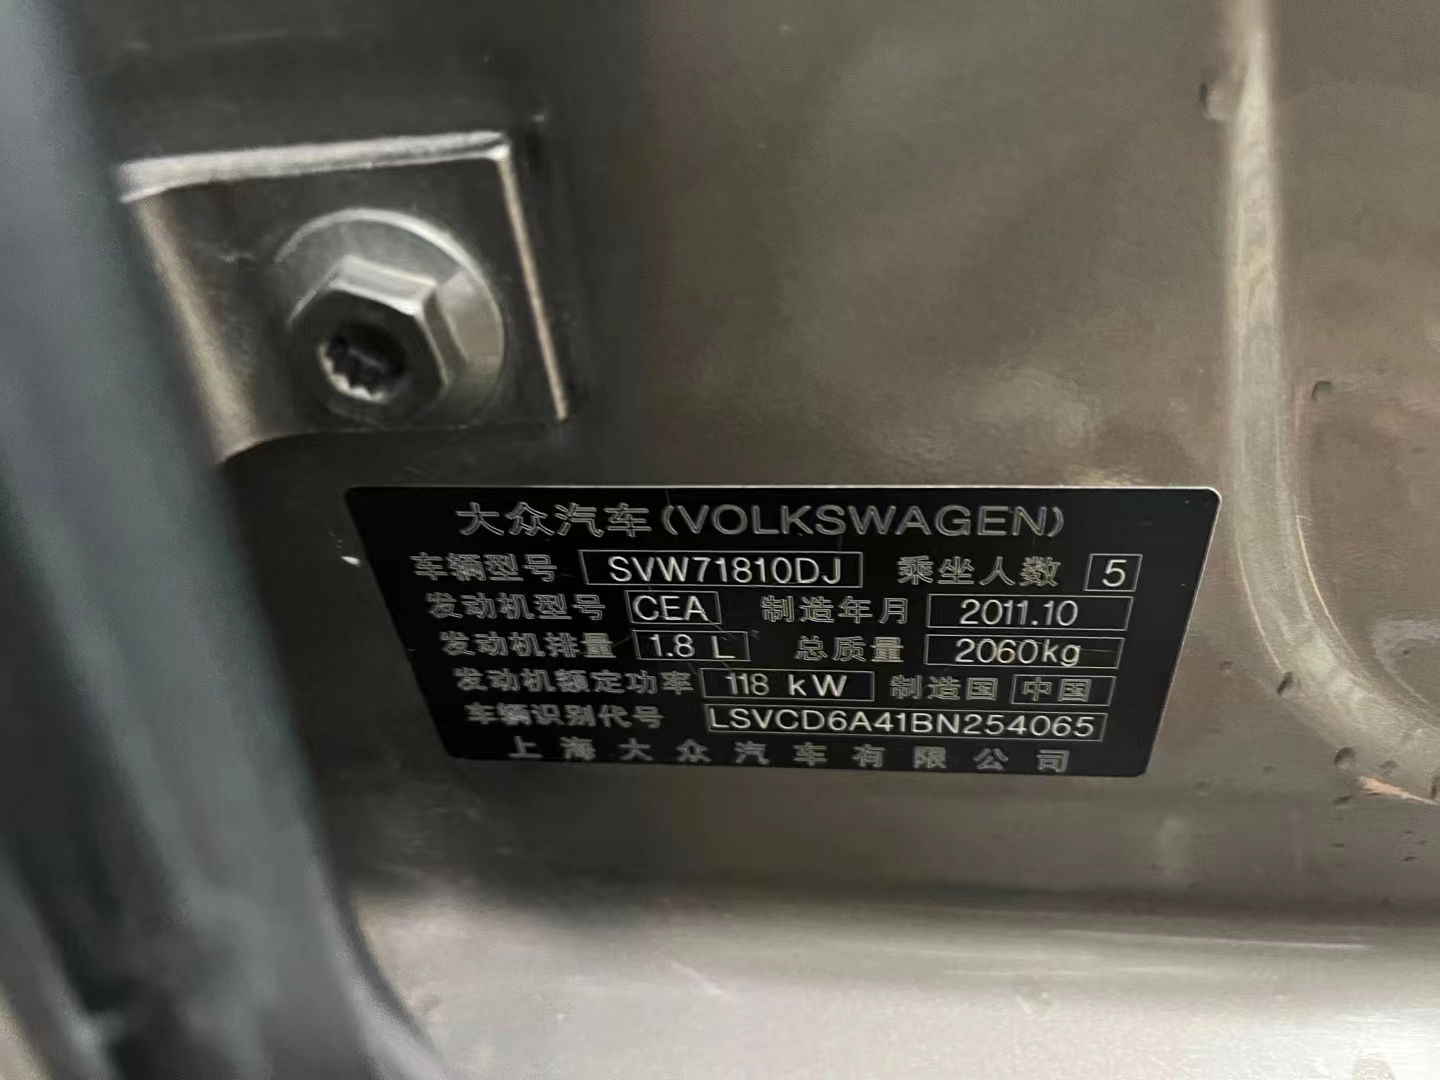 大众汽车(VOLKSWAGEN)
车辆型号 SVW71810DJ 乘坐人数 5
发动机型号 CEA 制造年月 2011.10
发动机排量 1.8 L 总质量 2060kg
发动机额定功率 118 kW 制造国 中国
车辆识别代号 LSVCD6A41BN254065
上海大众汽车有限公司